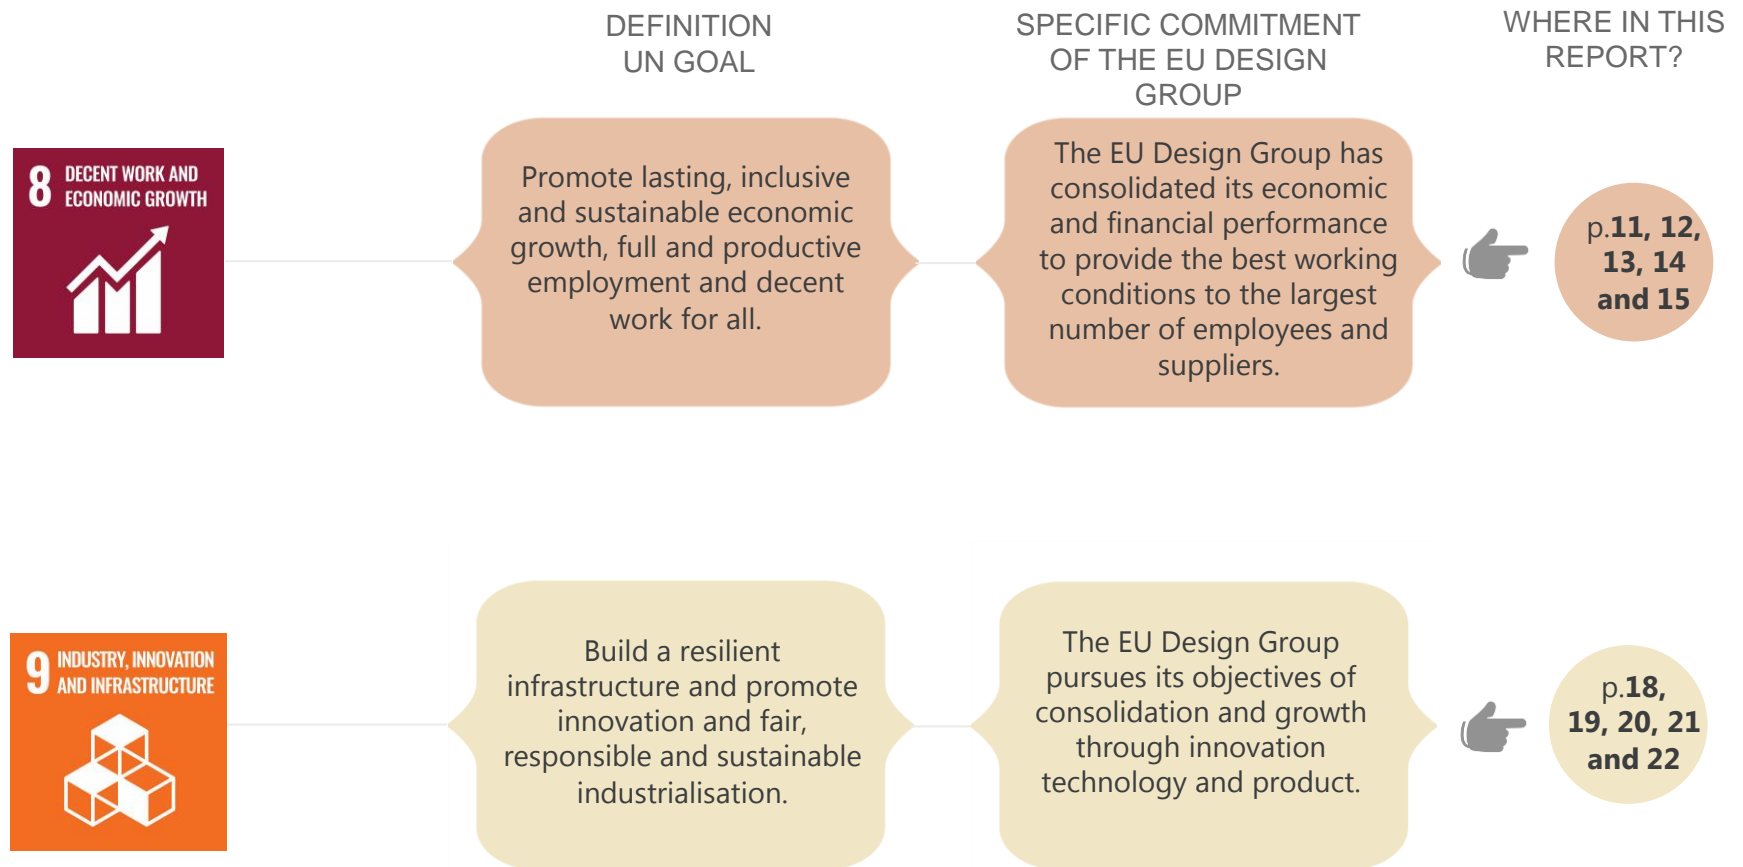 DEFINITION
UN GOAL
SPECIFIC COMMITMENT
OF THE EU DESIGN
GROUP
WHERE IN THIS
REPORT?
8 DECENT WORK AND
ECONOMIC GROWTH
Promote lasting, inclusive
and sustainable economic
growth, full and productive
employment and decent
work for all.
The EU Design Group has
consolidated its economic
and financial performance
to provide the best working
conditions to the largest
number of employees and
suppliers.
p.11, 12,
13, 14
and 15
9 INDUSTRY, INNOVATION
AND INFRASTRUCTURE
Build a resilient
infrastructure and promote
innovation and fair,
responsible and sustainable
industrialisation.
The EU Design Group
pursues its objectives of
consolidation and growth
through innovation
technology and product.
p.18,
19, 20, 21
and 22